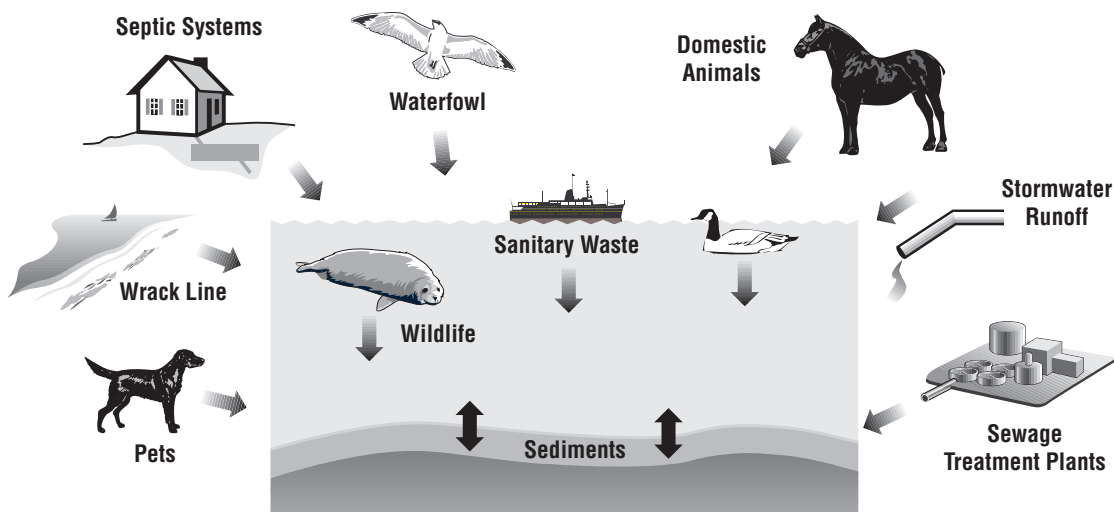 Septic Systems
Waterfowl
Domestic
Animals
Stormwater
Runoff
Sanitary Waste
Wrack Line
Wildlife
Pets
Sediments
Sewage
Treatment Plants